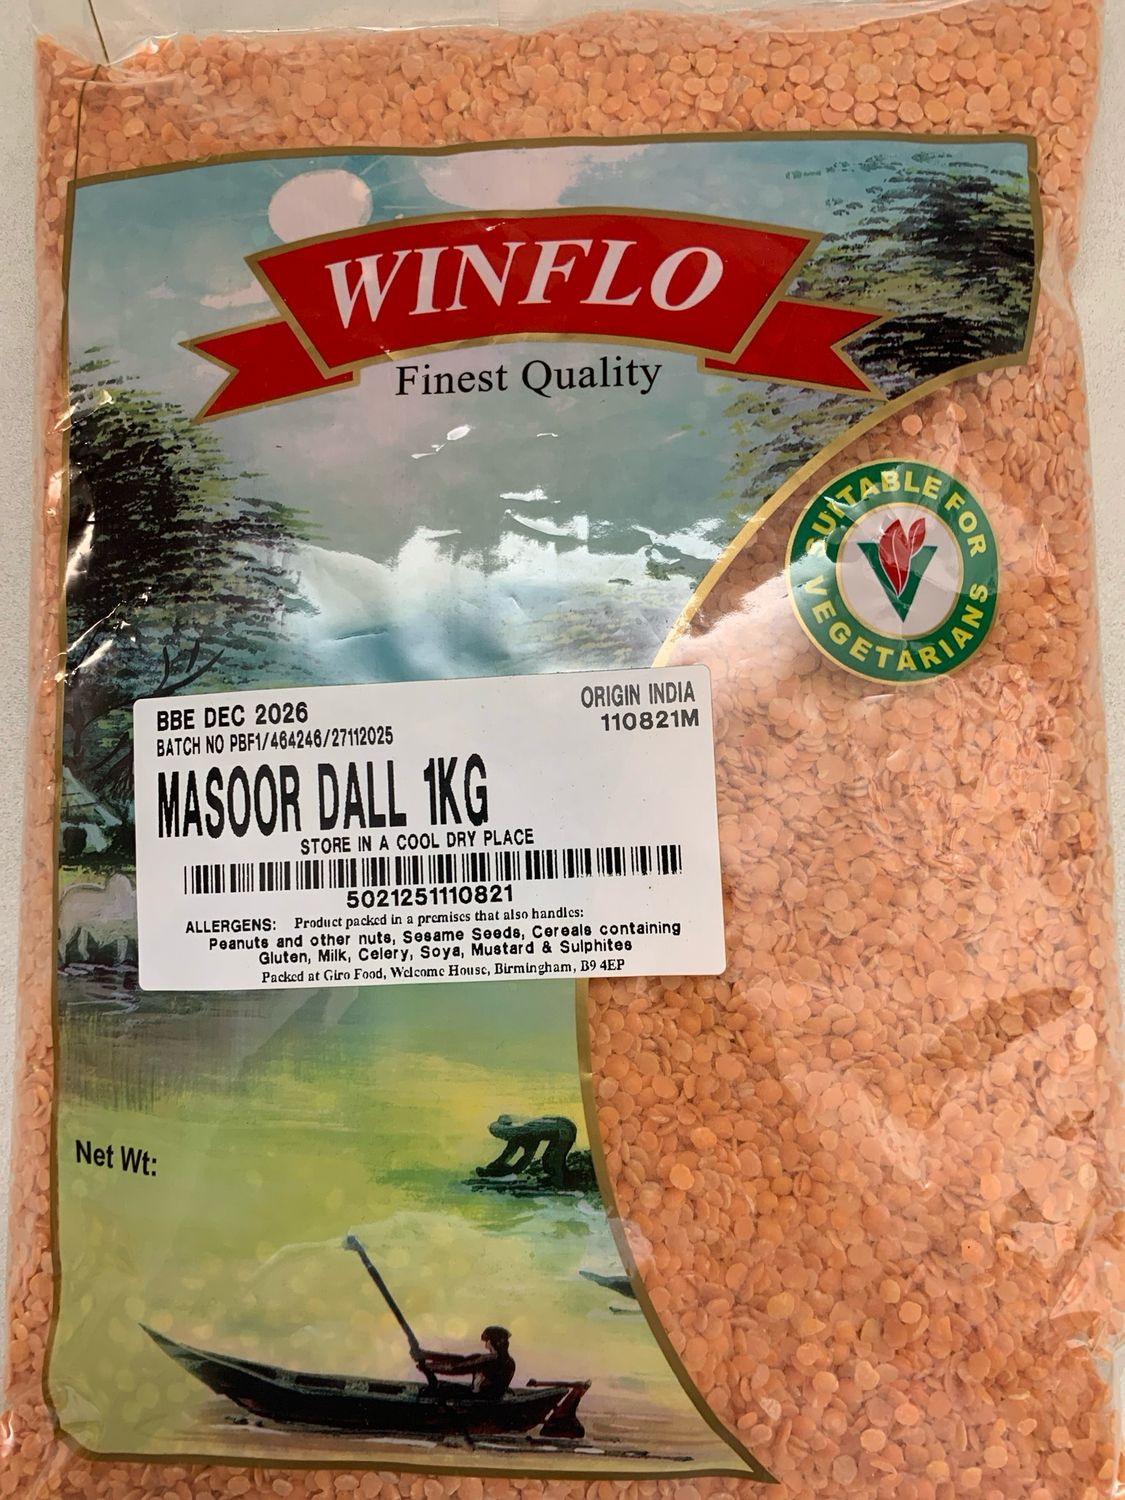 WINFLO
Finest Quality
SUITABLE FOR
VEGETARIANS
V
BBE DEC 2026
ORIGIN INDIA
BATCH NO PBF1/464246/27112025
110821M
MASOOR DALL 1KG
STORE IN A COOL DRY PLACE
5021251110821
ALLERGENS: Product packed in a premises that also handles:
Peanuts and other nuts, Sesame Seeds, Cereals containing
Gluten, Milk, Celery, Soya, Mustard & Sulphites
Packed at Giro Food, Welcome House, Birmingham, B9 4EP
Net Wt: